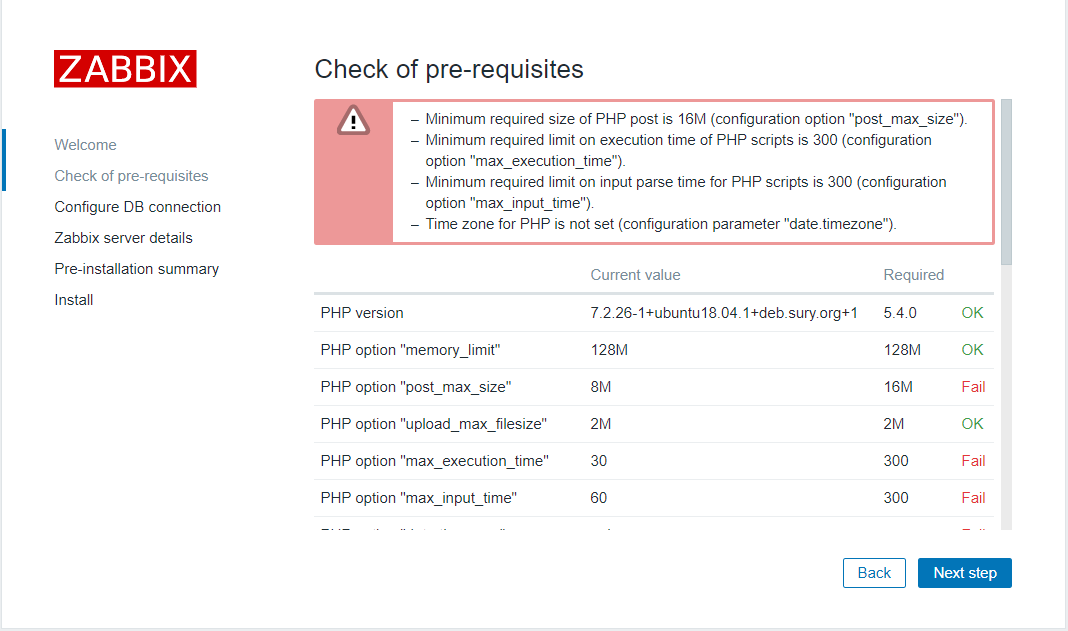 ZABBIX
Welcome
Check of pre-requisites
Configure DB connection
Zabbix server details
Pre-installation summary
Install
Check of pre-requisites
– Minimum required size of PHP post is 16M (configuration option "post_max_size").
– Minimum required limit on execution time of PHP scripts is 300 (configuration
option "max_execution_time").
– Minimum required limit on input parse time for PHP scripts is 300 (configuration
option "max_input_time").
– Time zone for PHP is not set (configuration parameter "date.timezone").
Current value Required
PHP version 7.2.26-1+ubuntu18.04.1+deb.sury.org+1 5.4.0 OK
PHP option "memory_limit" 128M 128M OK
PHP option "post_max_size" 8M 16M Fail
PHP option "upload_max_filesize" 2M 2M OK
PHP option "max_execution_time" 30 300 Fail
PHP option "max_input_time" 60 300 Fail
Back Next step